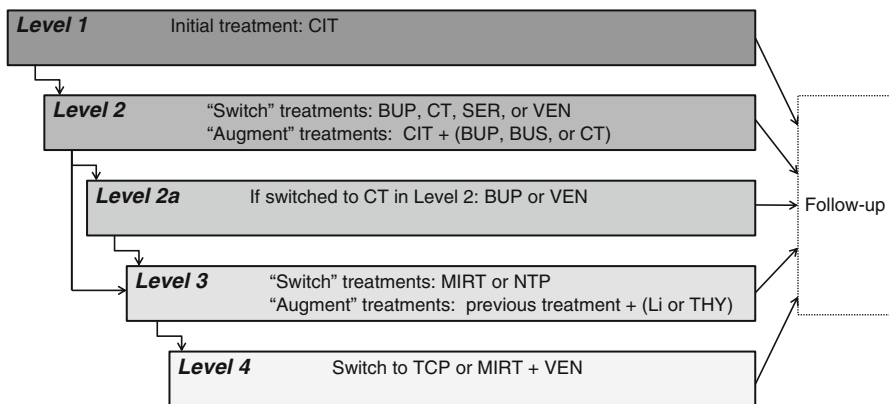 Level 1 Initial treatment: CIT
Level 2 “Switch” treatments: BUP, CT, SER, or VEN
“Augment” treatments: CIT + (BUP, BUS, or CT)
Level 2a If switched to CT in Level 2: BUP or VEN
Follow-up
Level 3 “Switch” treatments: MIRT or NTP
“Augment” treatments: previous treatment + (Li or THY)
Level 4 Switch to TCP or MIRT + VEN